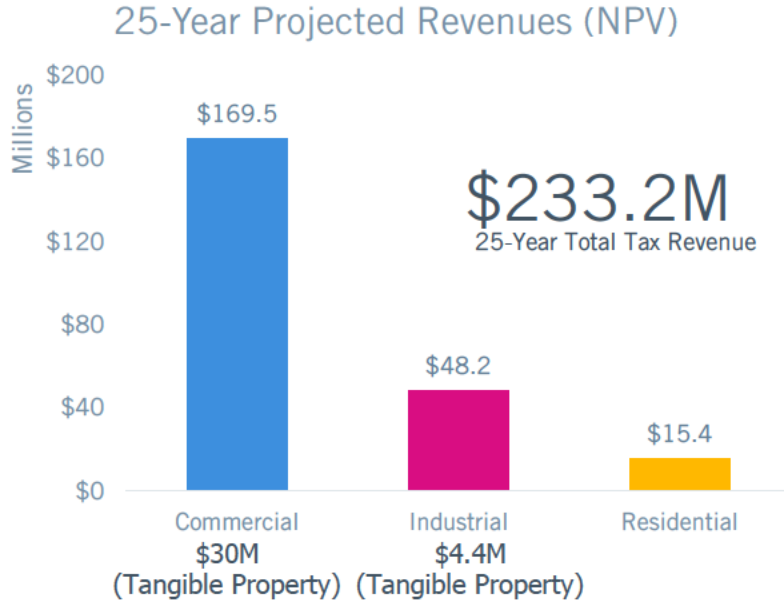 25-Year Projected Revenues (NPV)
Millions
$200
$160
$120
$80
$40
$0
$169.5
$48.2
$15.4
$233.2M
25-Year Total Tax Revenue
Commercial Industrial Residential
$30M $4.4M
(Tangible Property) (Tangible Property)